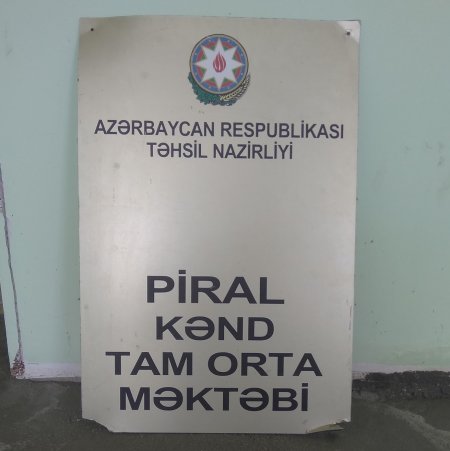 AZƏRBAYCAN RESPUBLİKASI
TƏHSİL NAZİRLİYİ
PİRAL
KƏND
TAM ORTA
MƏKTƏBİ